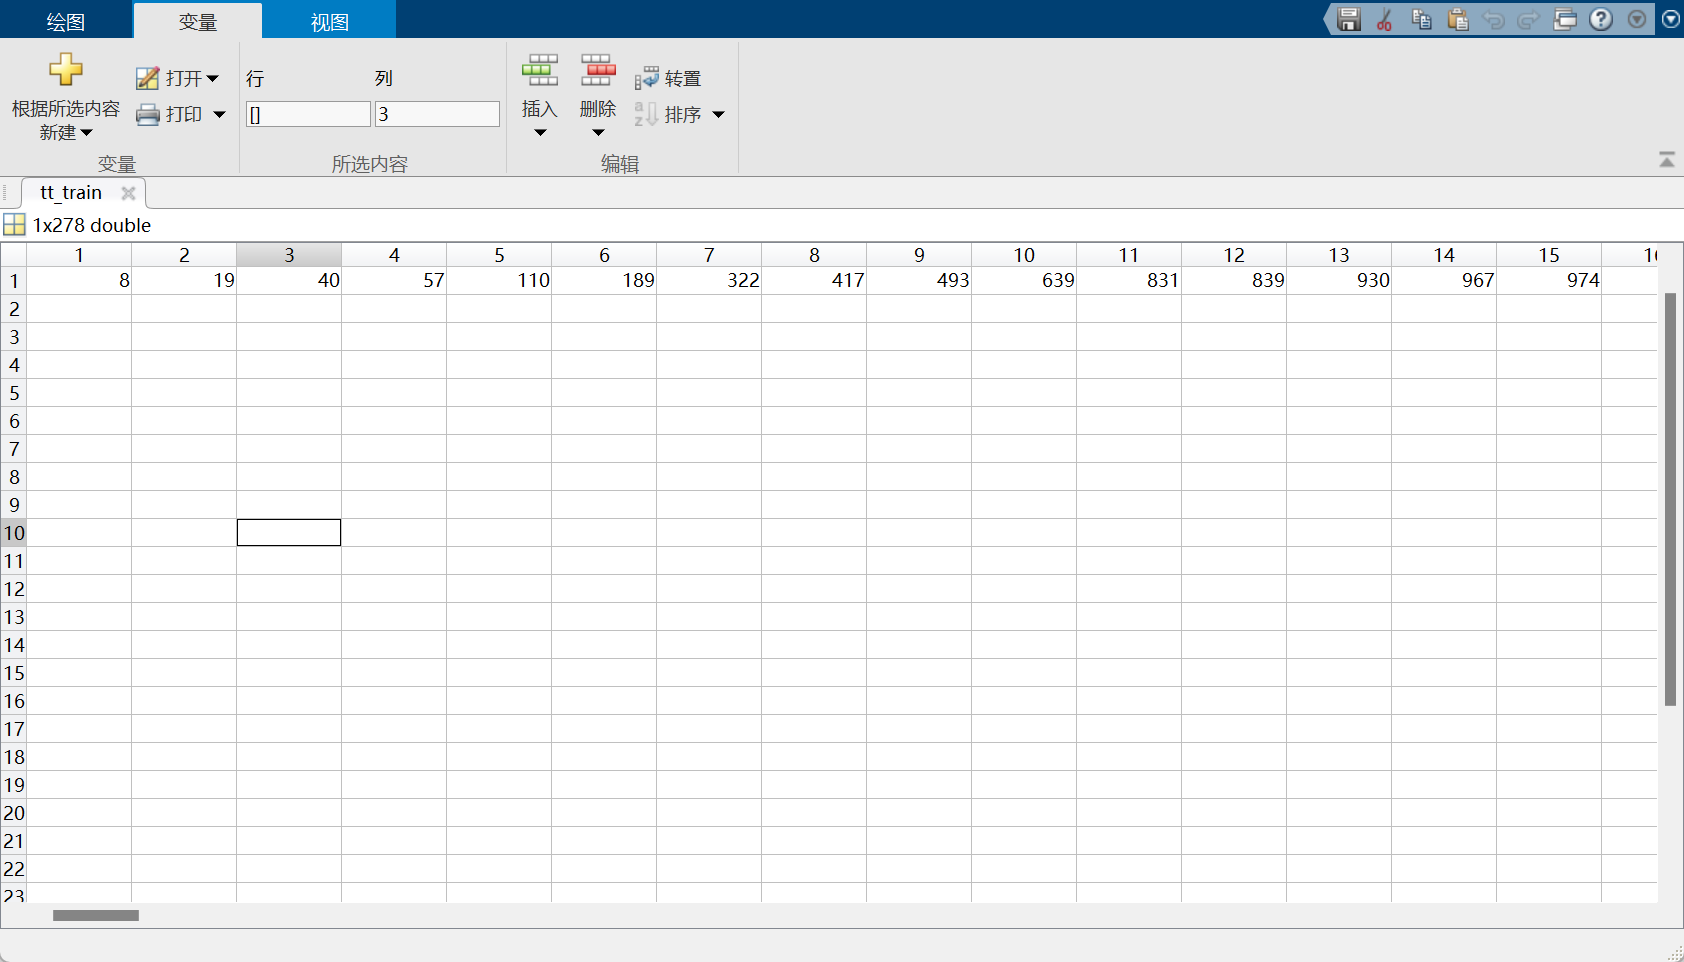 绘图 变量 视图
根据所选内容
新建
打开
打印
行 列
[] 3
插入 删除
转置
排序
变量 所选内容 编辑
tt_train
1x278 double
1 2 3 4 5 6 7 8 9 10 11 12 13 14 15
1 8 19 40 57 110 189 322 417 493 639 831 839 930 967 974
2
3
4
5
6
7
8
9
10
11
12
13
14
15
16
17
18
19
20
21
22
23